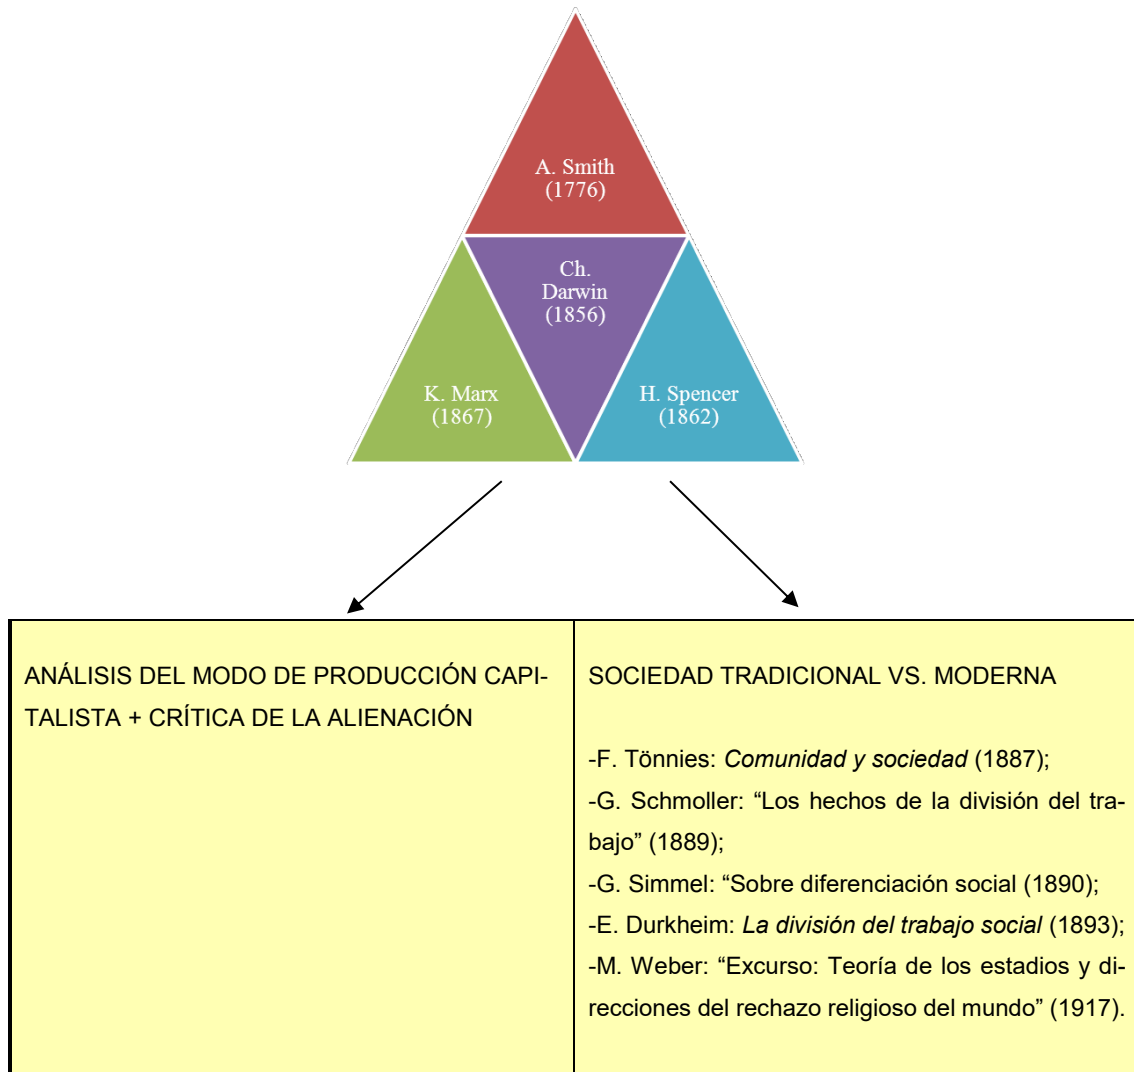 A. Smith
(1776)
Ch.
Darwin
(1856)
K. Marx
(1867)
H. Spencer
(1862)
ANÁLISIS DEL MODO DE PRODUCCIÓN CAPI-
TALISTA + CRÍTICA DE LA ALIENACIÓN
SOCIEDAD TRADICIONAL VS. MODERNA
-F. Tönnies: Comunidad y sociedad (1887);
-G. Schmoller: “Los hechos de la división del tra-
bajo” (1889);
-G. Simmel: “Sobre diferenciación social (1890);
-E. Durkheim: La división del trabajo social (1893);
-M. Weber: “Excurso: Teoría de los estadios y di-
recciones del rechazo religioso del mundo” (1917).